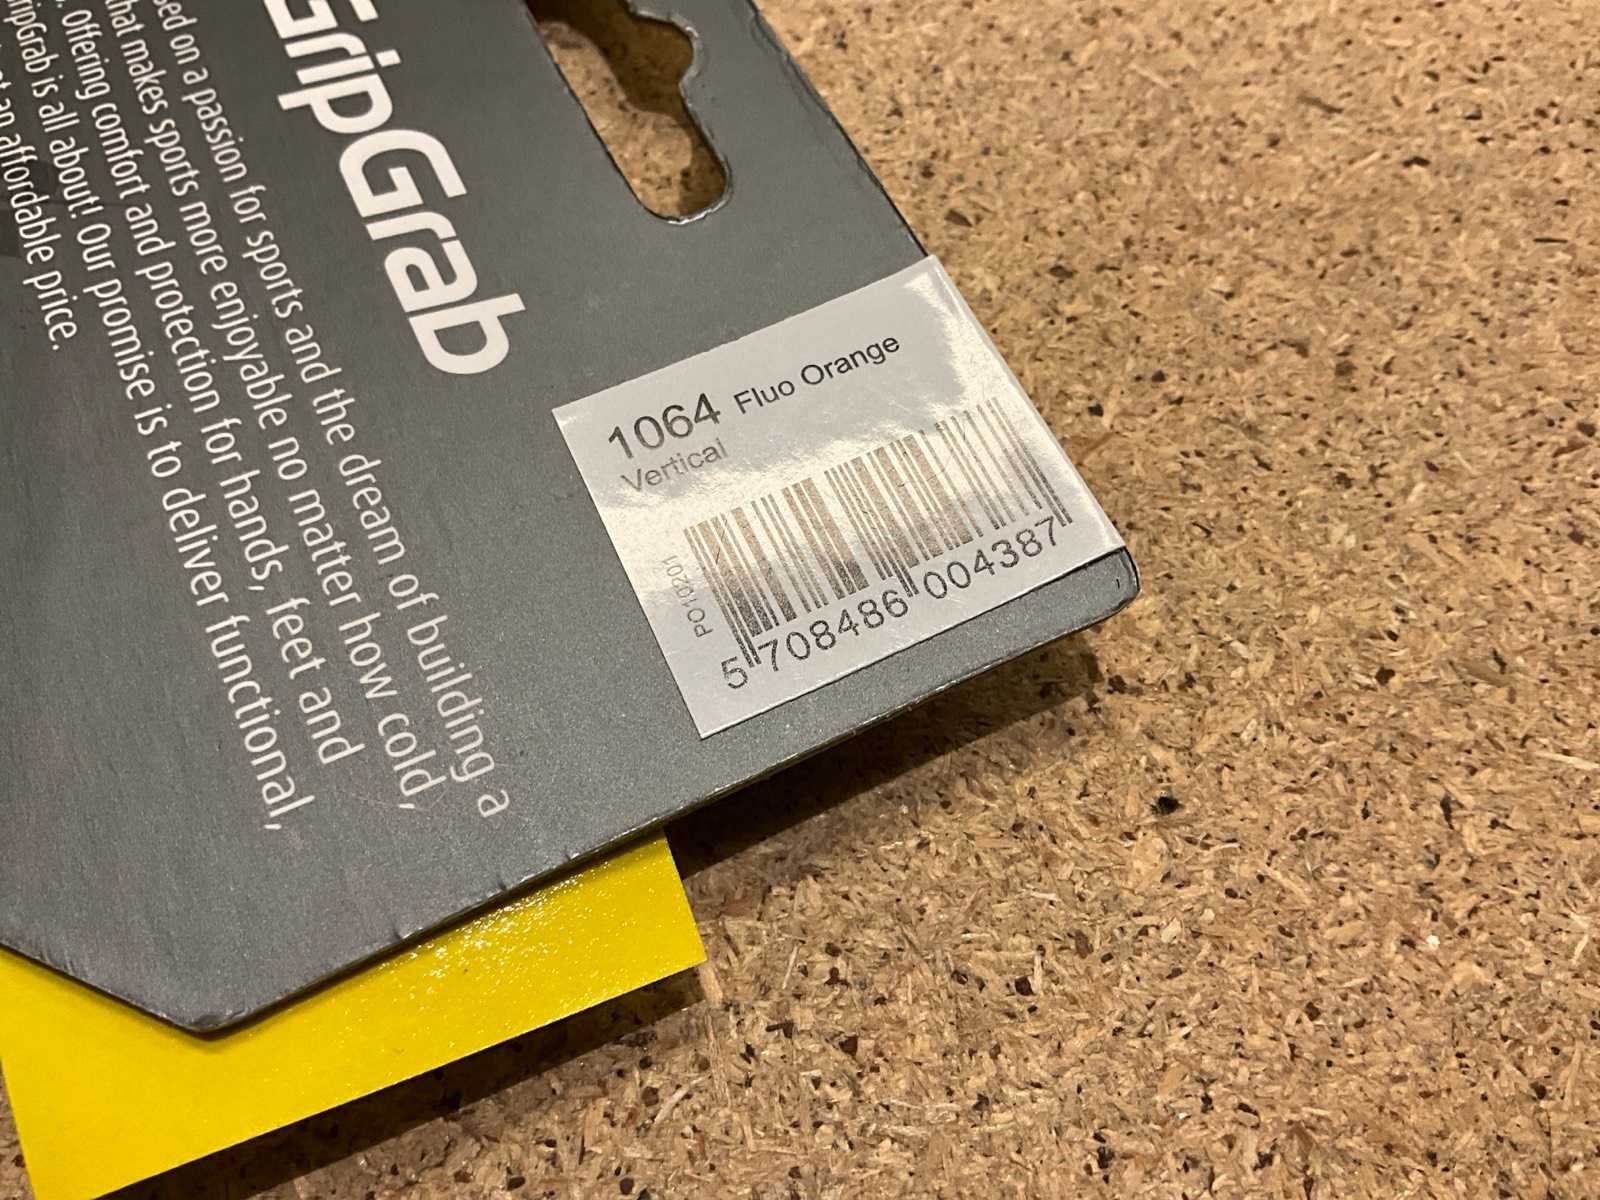 GripGrab
sed on a passion for sports and the dream of building a
that makes sports more enjoyable no matter how cold,
offering comfort and protection for hands, feet and
ripGrab is all about! Our promise is to deliver functional,
at an affordable price.
1064 Fluo Orange
Vertical
PO10201
5 708486 004387